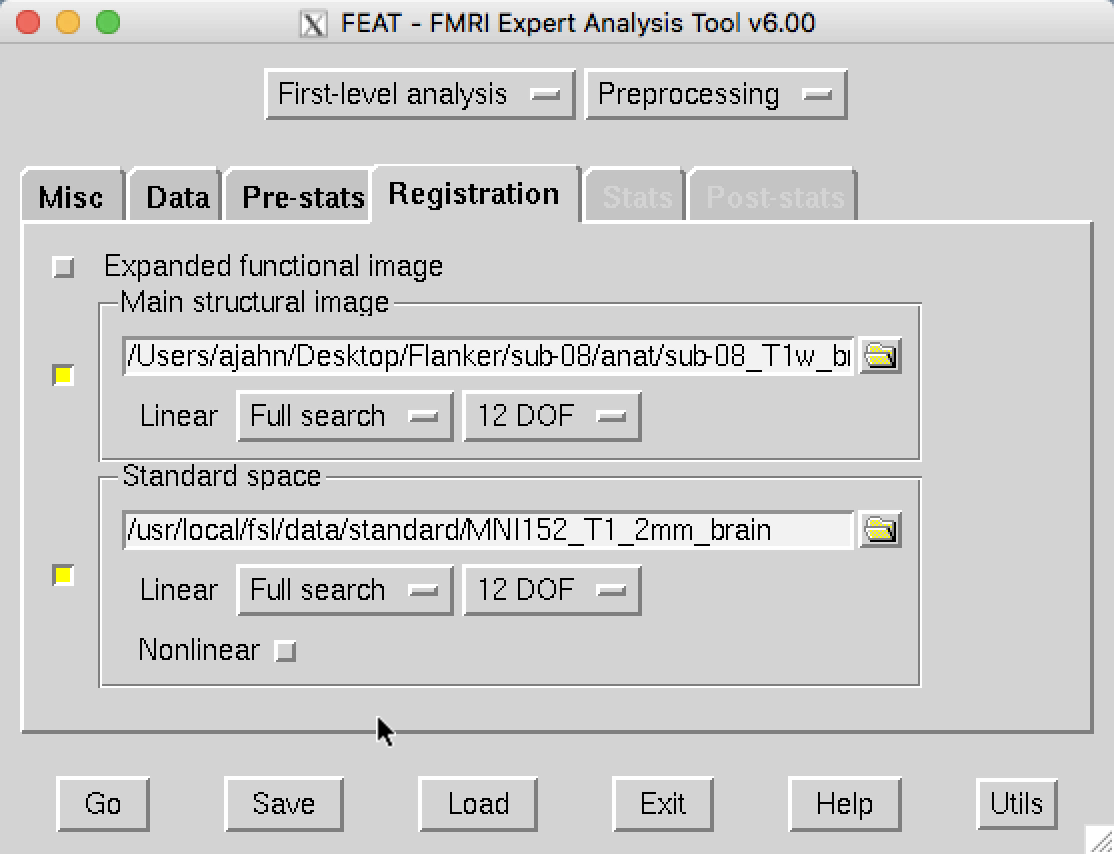 FEAT - FMRI Expert Analysis Tool v6.00
First-level analysis Preprocessing
Misc Data Pre-stats Registration Stats Post-stats
Expanded functional image
Main structural image
/Users/ajahn/Desktop/Flanker/sub-08/anat/sub-08_T1w_br
Linear Full search 12 DOF
Standard space
/usr/local/fsl/data/standard/MNI152_T1_2mm_brain
Linear Full search 12 DOF
Nonlinear
Go Save Load Exit Help Utils